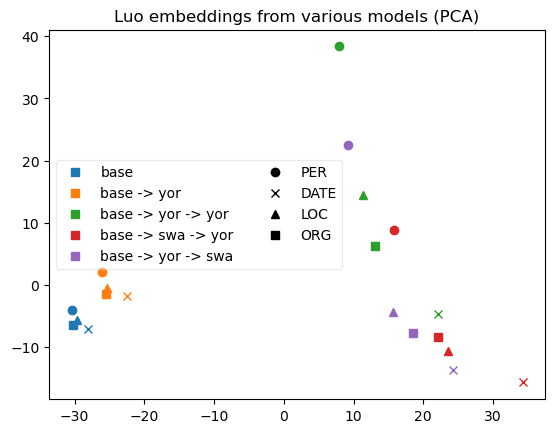 Luo embeddings from various models (PCA)
40
30
20
10
0
−10
base
base -> yor
base -> yor -> yor
base -> swa -> yor
base -> yor -> swa
PER
DATE
LOC
ORG
−30 −20 −10 0 10 20 30